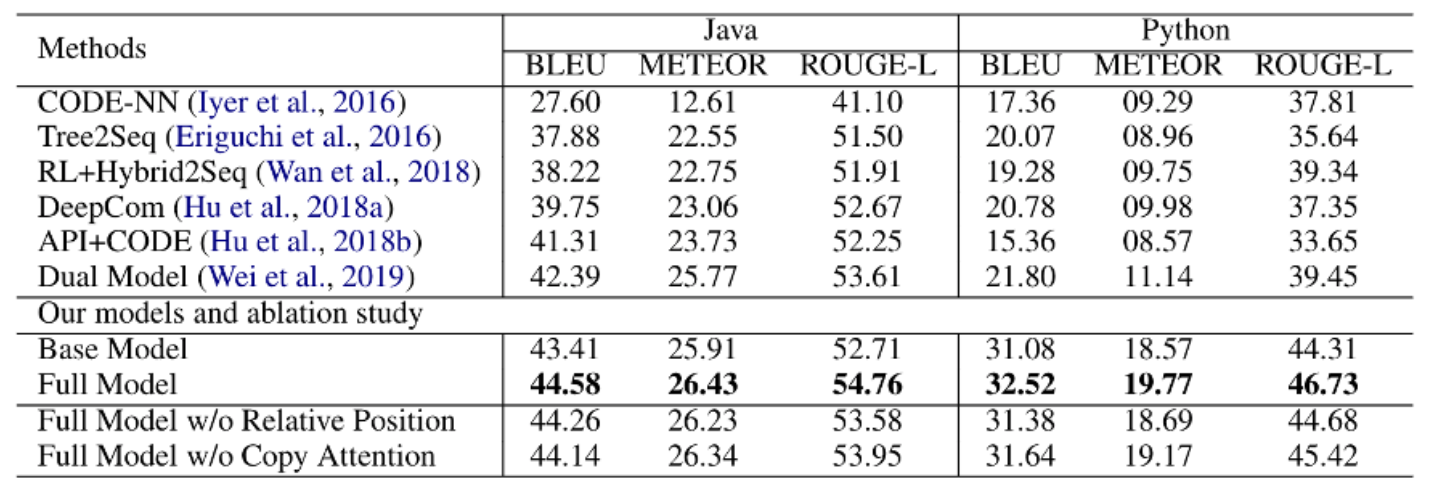 Methods Java Python
BLEU METEOR ROUGE-L BLEU METEOR ROUGE-L
CODE-NN (Iyer et al., 2016) 27.60 12.61 41.10 17.36 09.29 37.81
Tree2Seq (Eriguchi et al., 2016) 37.88 22.55 51.50 20.07 08.96 35.64
RL+Hybrid2Seq (Wan et al., 2018) 38.22 22.75 51.91 19.28 09.75 39.34
DeepCom (Hu et al., 2018a) 39.75 23.06 52.67 20.78 09.98 37.35
API+CODE (Hu et al., 2018b) 41.31 23.73 52.25 15.36 08.57 33.65
Dual Model (Wei et al., 2019) 42.39 25.77 53.61 21.80 11.14 39.45
Our models and ablation study
Base Model 43.41 25.91 52.71 31.08 18.57 44.31
Full Model 44.58 26.43 54.76 32.52 19.77 46.73
Full Model w/o Relative Position 44.26 26.23 53.58 31.38 18.69 44.68
Full Model w/o Copy Attention 44.14 26.34 53.95 31.64 19.17 45.42